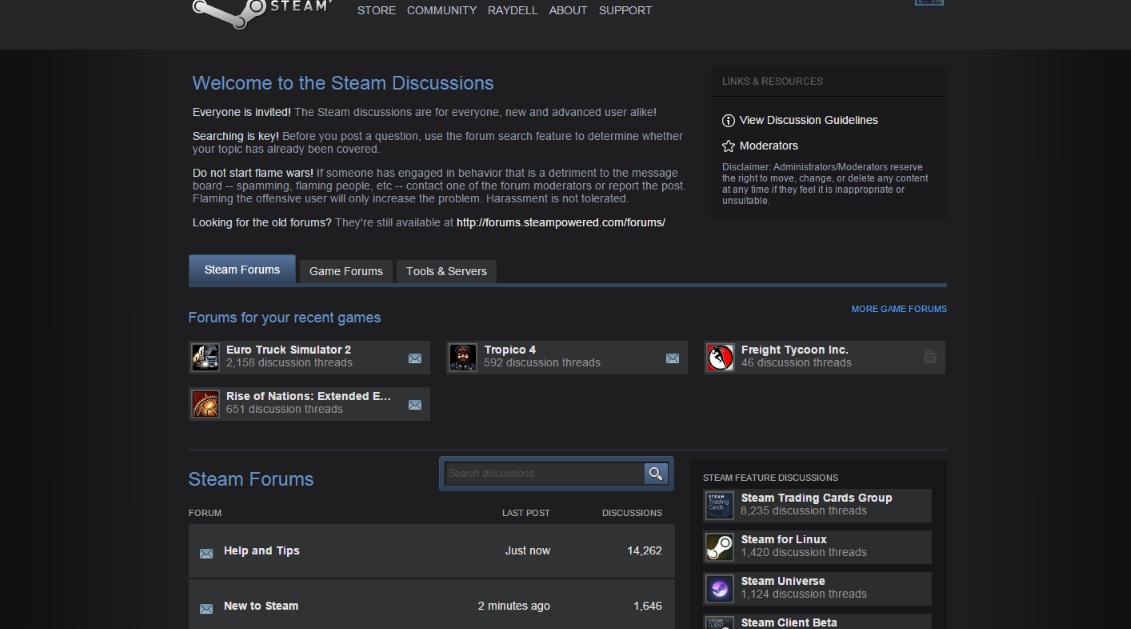 STEAM
STORE COMMUNITY RAYDELL ABOUT SUPPORT
Welcome to the Steam Discussions
Everyone is invited! The Steam discussions are for everyone, new and advanced user alike!
Searching is key! Before you post a question, use the forum search feature to determine whether
your topic has already been covered.
Do not start flame wars! If someone has engaged in behavior that is a detriment to the message
board -- spamming, flaming people, etc -- contact one of the forum moderators or report the post.
Flaming the offensive user will only increase the problem. Harassment is not tolerated.
Looking for the old forums? They're still available at http://forums.steampowered.com/forums/
LINKS & RESOURCES
View Discussion Guidelines
Moderators
Disclaimer: Administrators/Moderators reserve
the right to move, change, or delete any content
at any time if they feel it is inappropriate or
unsuitable.
Steam Forums
Game Forums
Tools & Servers
Forums for your recent games
MORE GAME FORUMS
Euro Truck Simulator 2
2,158 discussion threads
Tropico 4
592 discussion threads
Freight Tycoon Inc.
46 discussion threads
Rise of Nations: Extended E...
651 discussion threads
Steam Forums
Search discussions
FORUM LAST POST DISCUSSIONS
Help and Tips Just now 14,262
New to Steam 2 minutes ago 1,646
STEAM FEATURE DISCUSSIONS
STEAM
Trading
Cards
Steam Trading Cards Group
8,235 discussion threads
Steam for Linux
1,420 discussion threads
Steam Universe
1,124 discussion threads
STEAM
CLIENT
Steam Client Beta